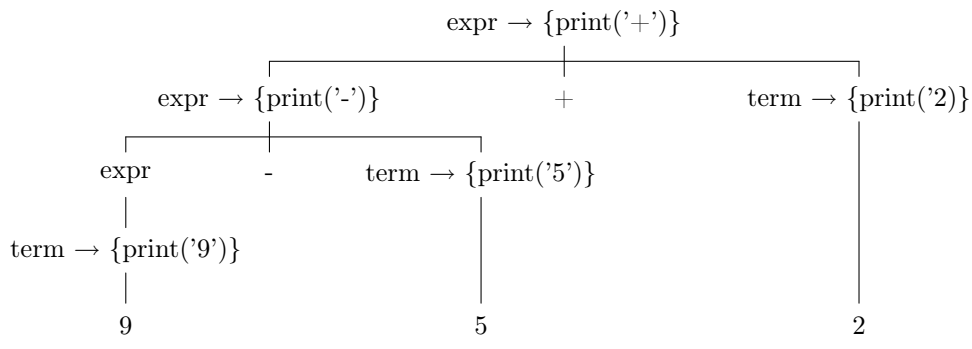 expr → {print('+')}
expr → {print('-')} + term → {print('2)}
expr - term → {print('5')}
term → {print('9')}
9 5 2